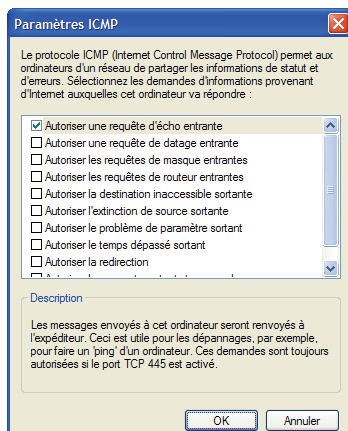 Paramètres ICMP
Le protocole ICMP (Internet Control Message Protocol) permet aux
ordinateurs d'un réseau de partager les informations de statut et
d'erreurs. Sélectionnez les demandes d'informations provenant
d'Internet auxquelles cet ordinateur va répondre :
Autoriser une requête d'écho entrante
Autoriser une requête de datage entrante
Autoriser les requêtes de masque entrantes
Autoriser les requêtes de routeur entrantes
Autoriser la destination inaccessible sortante
Autoriser l'extinction de source sortante
Autoriser le problème de paramètre sortant
Autoriser le temps dépassé sortant
Autoriser la redirection
Description
Les messages envoyés à cet ordinateur seront renvoyés à
l'expéditeur. Ceci est utile pour les dépannages, par exemple,
pour faire un 'ping' d'un ordinateur. Ces demandes sont toujours
autorisées si le port TCP 445 est activé.
OK
Annuler